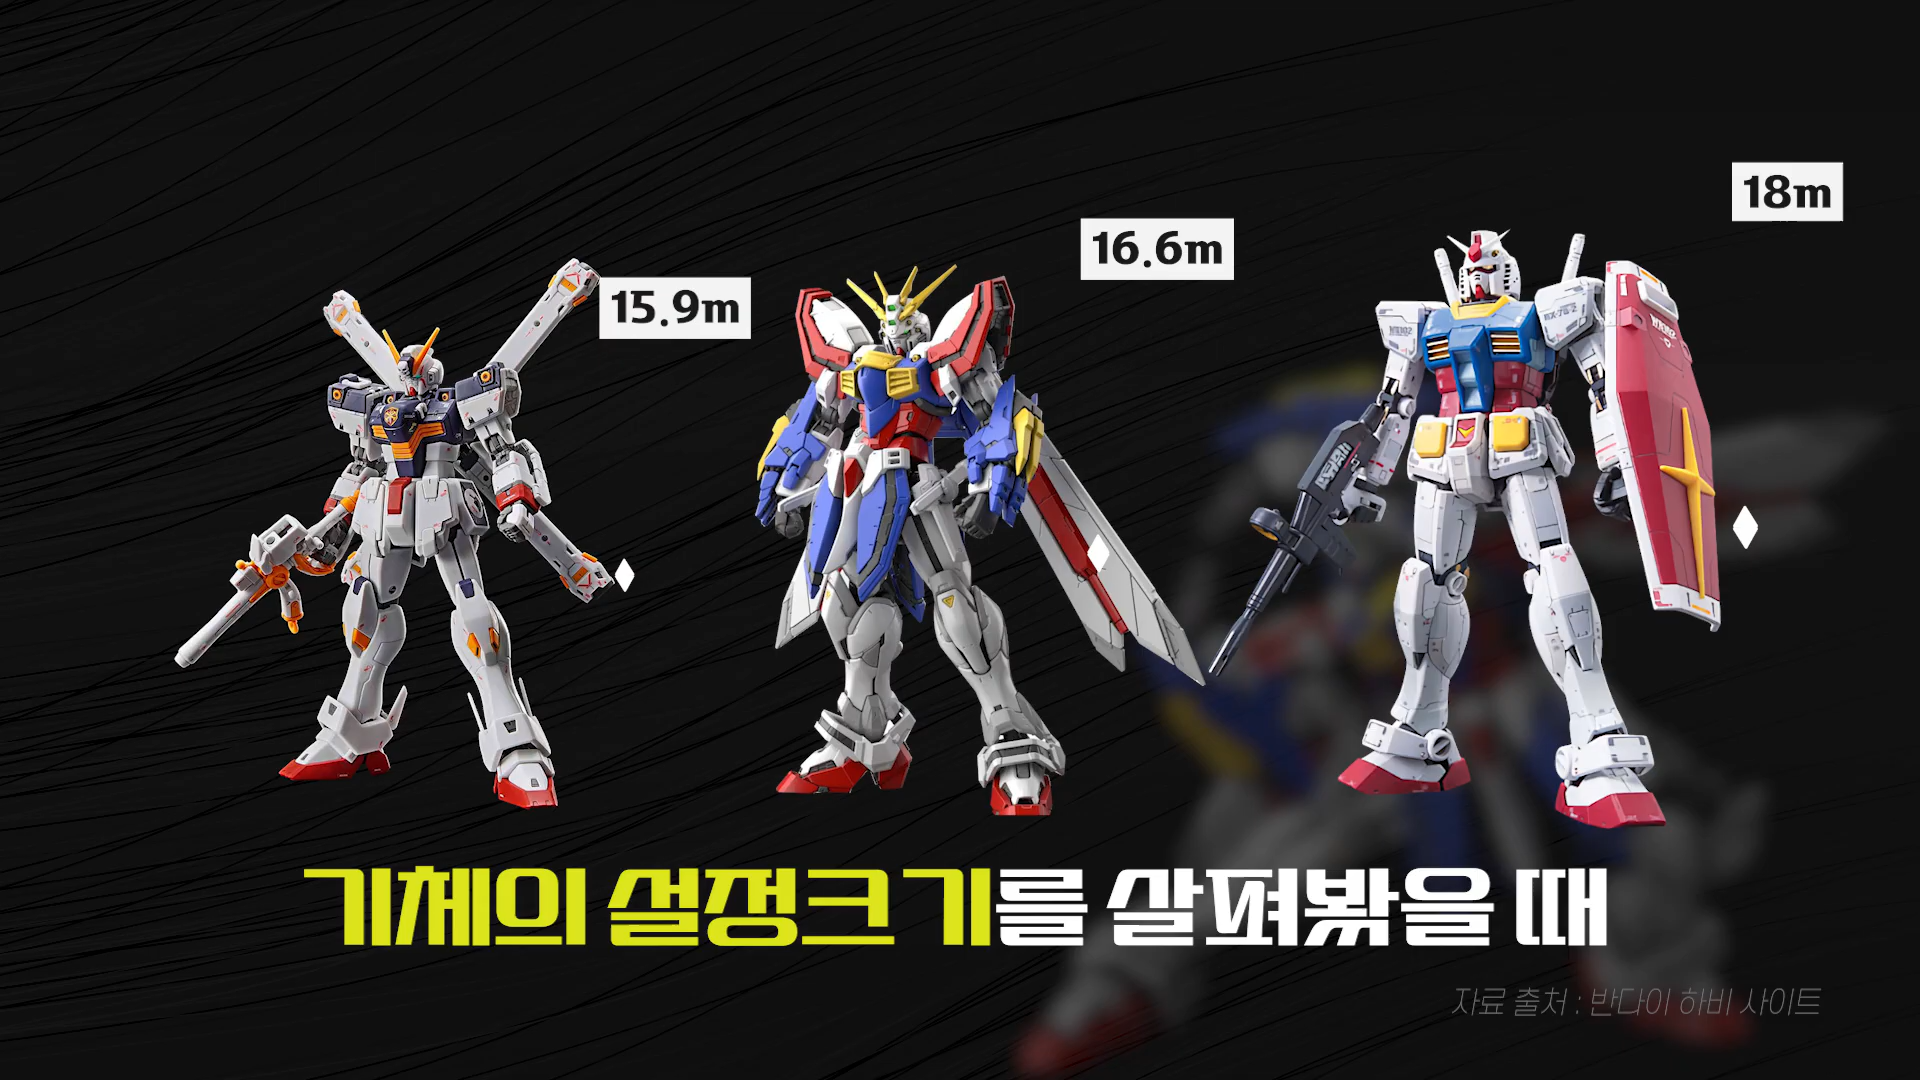 18m
16.6m
15.9m
기체의 설정크기를 살펴봤을 때
자료 출처 : 반다이 하비 사이트